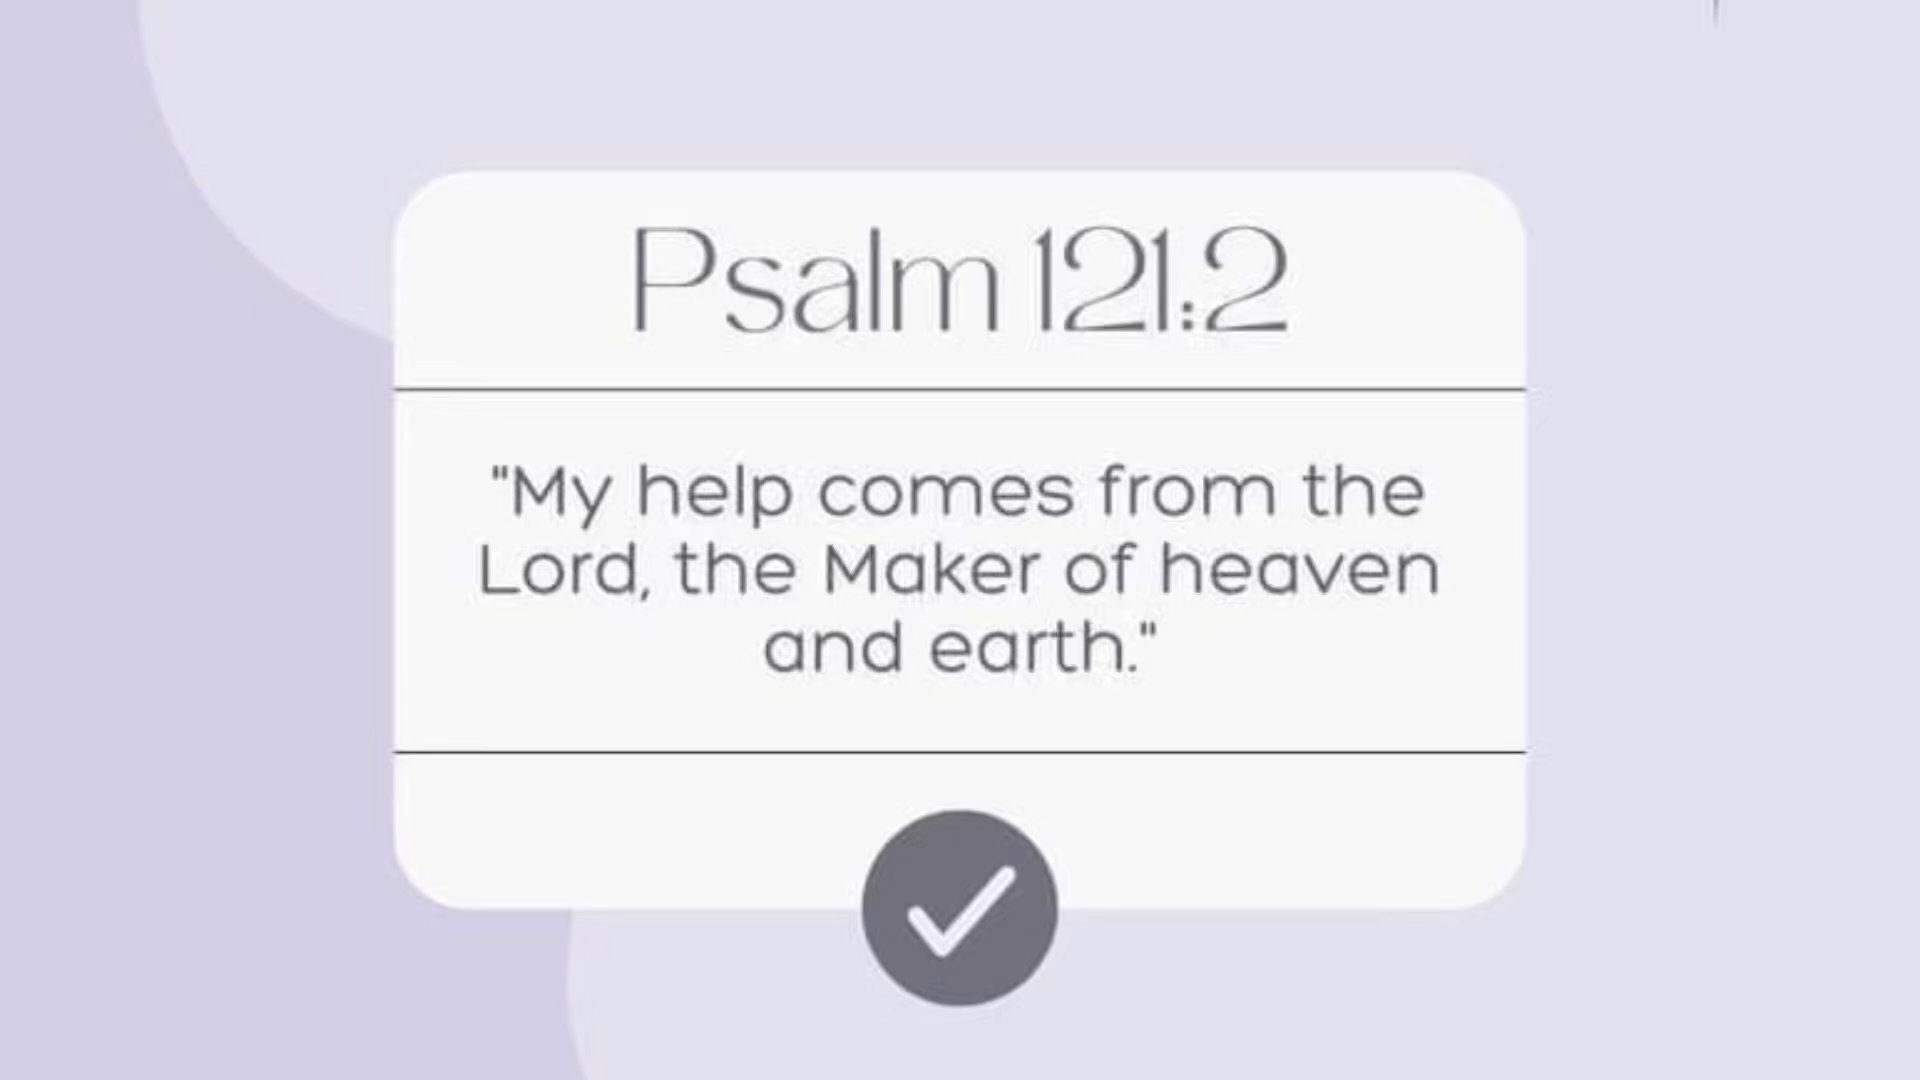 Psalm 121:2
"My help comes from the
Lord, the Maker of heaven
and earth."